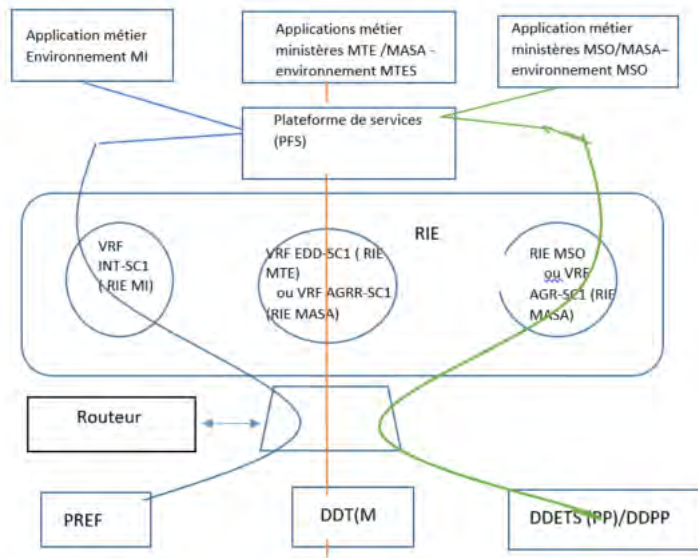 Application métier
Environnement MI
Applications métier
ministères MTE /MASA -
environnement MTES
Application métier
ministères MSO/MASA–
environnement MSO
Plateforme de services
(PFS)
RIE
VRF
INT-SC1
( RIE MI)
VRF EDD-SC1 ( RIE
MTE)
ou VRF AGRR-SC1
(RIE MASA)
RIE MSO
ou VRF
AGR-SC1 (RIE
MASA)
Routeur
PREF
DDT(M
DDETS (PP)/DDPP